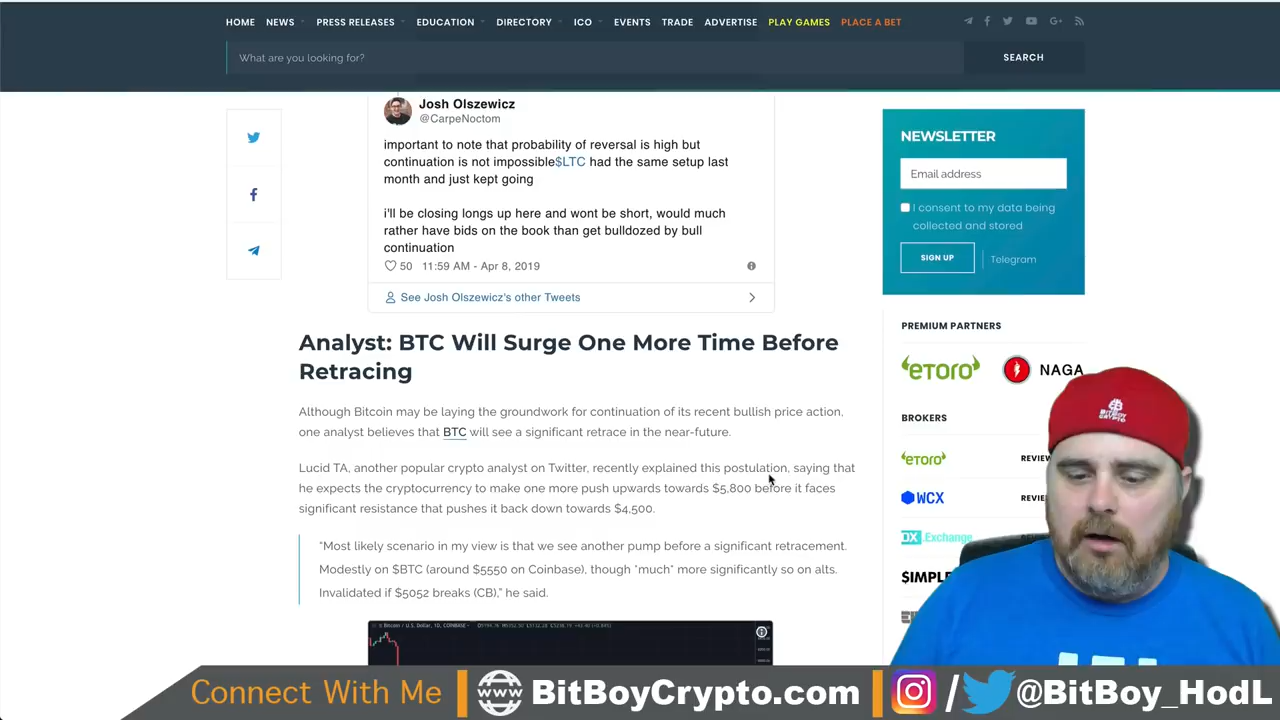 HOME NEWS PRESS RELEASES EDUCATION DIRECTORY ICO EVENTS TRADE ADVERTISE PLAY GAMES PLACE A BET
What are you looking for?
SEARCH
Josh Olszewicz
@CarpeNoctom
important to note that probability of reversal is high but
continuation is not impossible$LTC had the same setup last
month and just kept going
i'll be closing longs up here and wont be short, would much
rather have bids on the book than get bulldozed by bull
continuation
50 11:59 AM - Apr 8, 2019
See Josh Olszewicz's other Tweets
Analyst: BTC Will Surge One More Time Before
Retracing
Although Bitcoin may be laying the groundwork for continuation of its recent bullish price action,
one analyst believes that BTC will see a significant retrace in the near-future.
Lucid TA, another popular crypto analyst on Twitter, recently explained this postulation, saying that
he expects the cryptocurrency to make one more push upwards towards $5,800 before it faces
significant resistance that pushes it back down towards $4,500.
“Most likely scenario in my view is that we see another pump before a significant retracement.
Modestly on $BTC (around $5550 on Coinbase), though *much* more significantly so on alts.
Invalidated if $5052 breaks (CB),” he said.
NEWSLETTER
Email address
I consent to my data being
collected and stored
SIGN UP
Telegram
PREMIUM PARTNERS
eToro
NAGA
BROKERS
eToro
WCX
DX.Exchange
BITBOY
CRYPTO
Connect With Me
BitBoyCrypto.com
/
@BitBoy_HodL